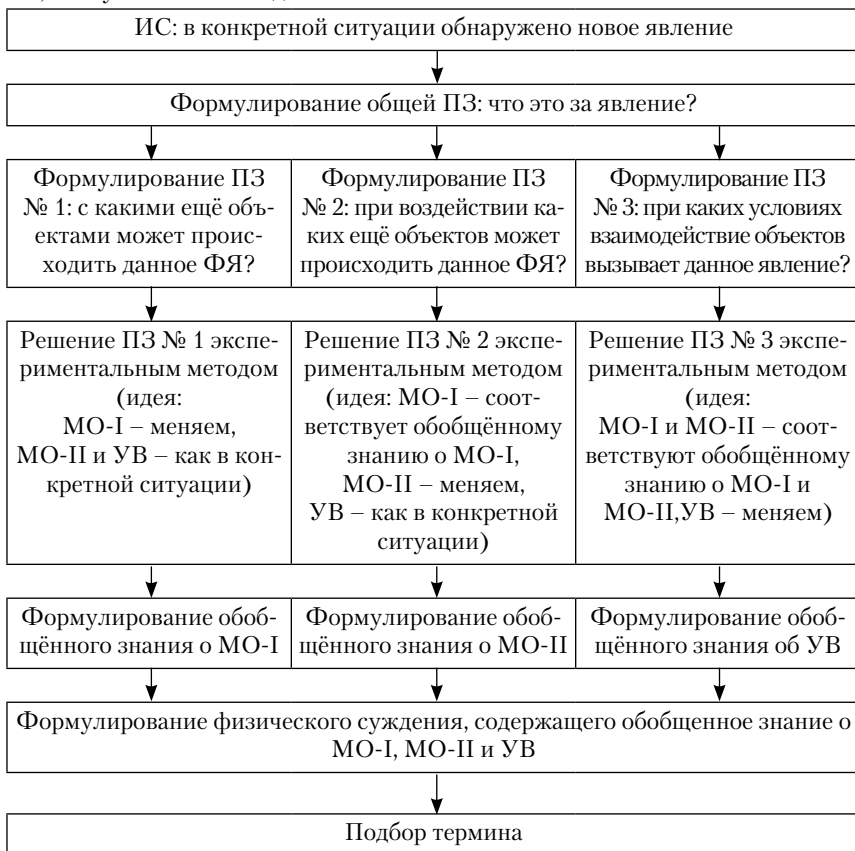 ИС: в конкретной ситуации обнаружено новое явление
Формулирование общей ПЗ: что это за явление?
Формулирование ПЗ
№ 1: с какими ещё объ-
ектами может проис-
ходить данное ФЯ?
Формулирование ПЗ
№ 2: при воздействии ка-
ких ещё объектов может
происходить данное ФЯ?
Формулирование ПЗ
№ 3: при каких условиях
взаимодействие объектов
вызывает данное явление?
Решение ПЗ № 1 экспе-
риментальным методом
(идея:
МО-I – меняем,
МО-II и УВ – как в кон-
кретной ситуации)
Решение ПЗ № 2 экспе-
риментальным методом
(идея: МО-I – соот-
ветствует обобщённому
знанию о МО-I,
МО-II – меняем,
УВ – как в конкретной
ситуации)
Решение ПЗ № 3 экспе-
риментальным методом
(идея:
МО-I и МО-II – соот-
ветствуют обобщённому
знанию о МО-I и
МО-II,УВ – меняем)
Формулирование обоб-
щённого знания о МО-I
Формулирование обоб-
щённого знания о МО-II
Формулирование обоб-
щённого знания об УВ
Формулирование физического суждения, содержащего обобщенное знание о
МО-I, МО-II и УВ
Подбор термина